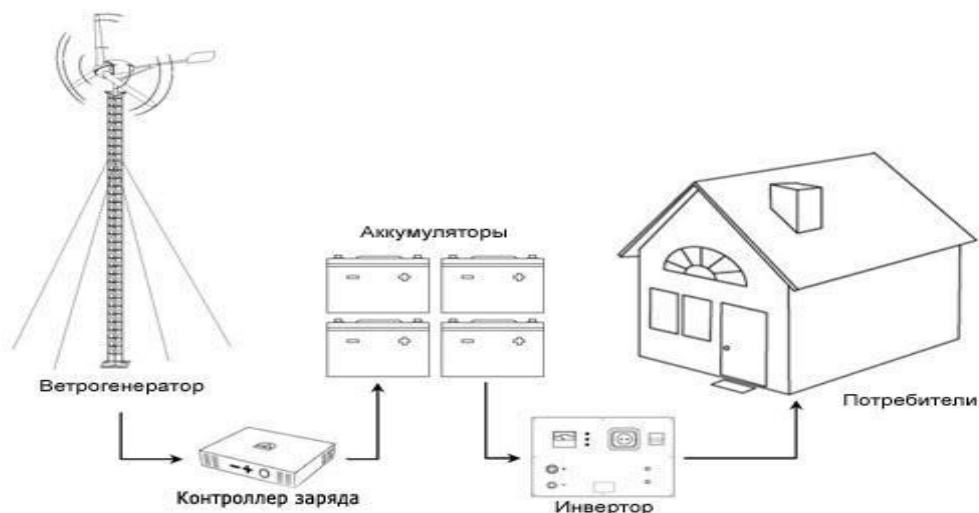 Аккумуляторы
Ветрогенератор
Потребители
Контроллер заряда
Инвертор